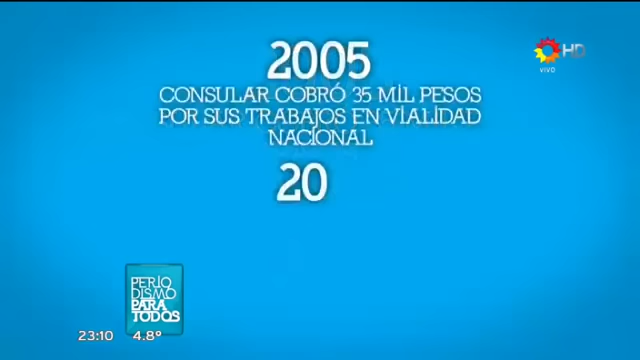 2005
CONSULAR COBRÓ 35 MIL PESOS
POR SUS TRABAJOS EN VIALIDAD
NACIONAL
20
HD
VIVO
PERIO
DISMO
PARA
TODOS
23:10 4.8°